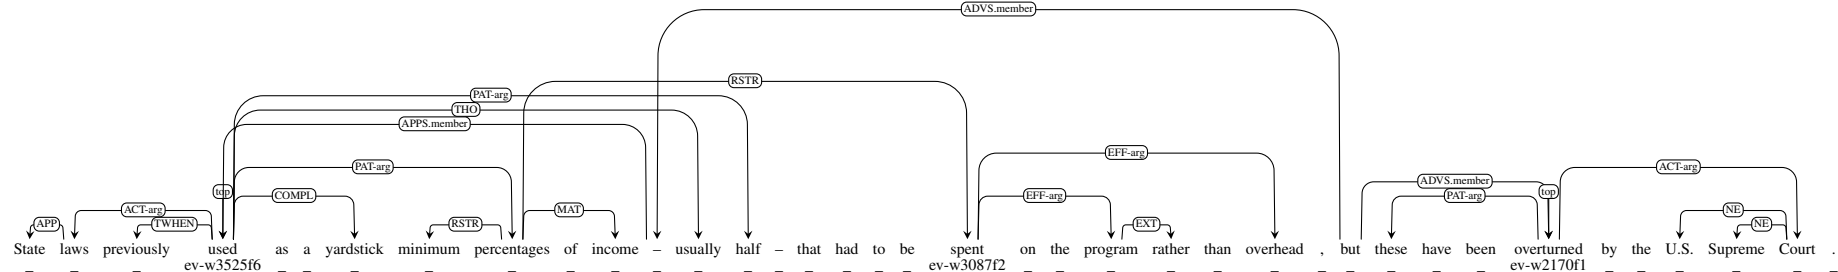 ADVS.member
RSTR
PAT-arg
THO
APPS.member
EFF-arg
PAT-arg
ACT-arg
ADVS.member
top
top
COMPL
EFF-arg
PAT-arg
ACT-arg
MAT
NE
APP
TWHEN
RSTR
EXT
NE
State laws previously used as a yardstick minimum percentages of income – usually half – that had to be spent on the program rather than overhead , but these have been overturned by the U.S. Supreme Court .
_ _ _ ev-w3525f6 _ _ _ _ _ _ _ _ _ _ _ _ _ _ _ ev-w3087f2 _ _ _ _ _ _ _ _ _ _ _ ev-w2170f1 _ _ _ _ _ _